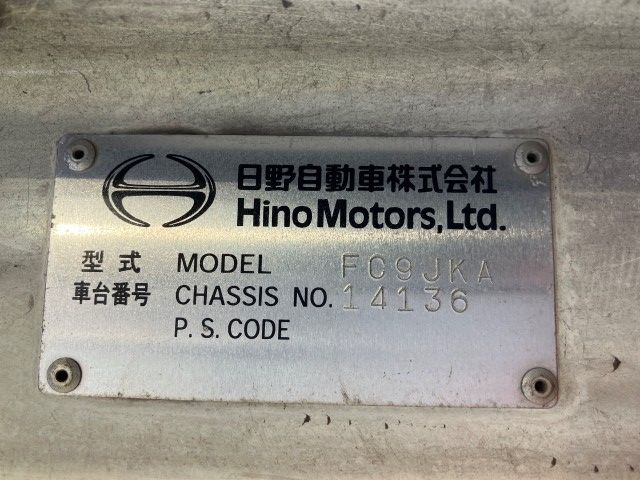 日野自動車株式会社
Hino Motors, Ltd.
型式 MODEL FC9JKA
車台番号 CHASSIS NO. 14136
P. S. CODE